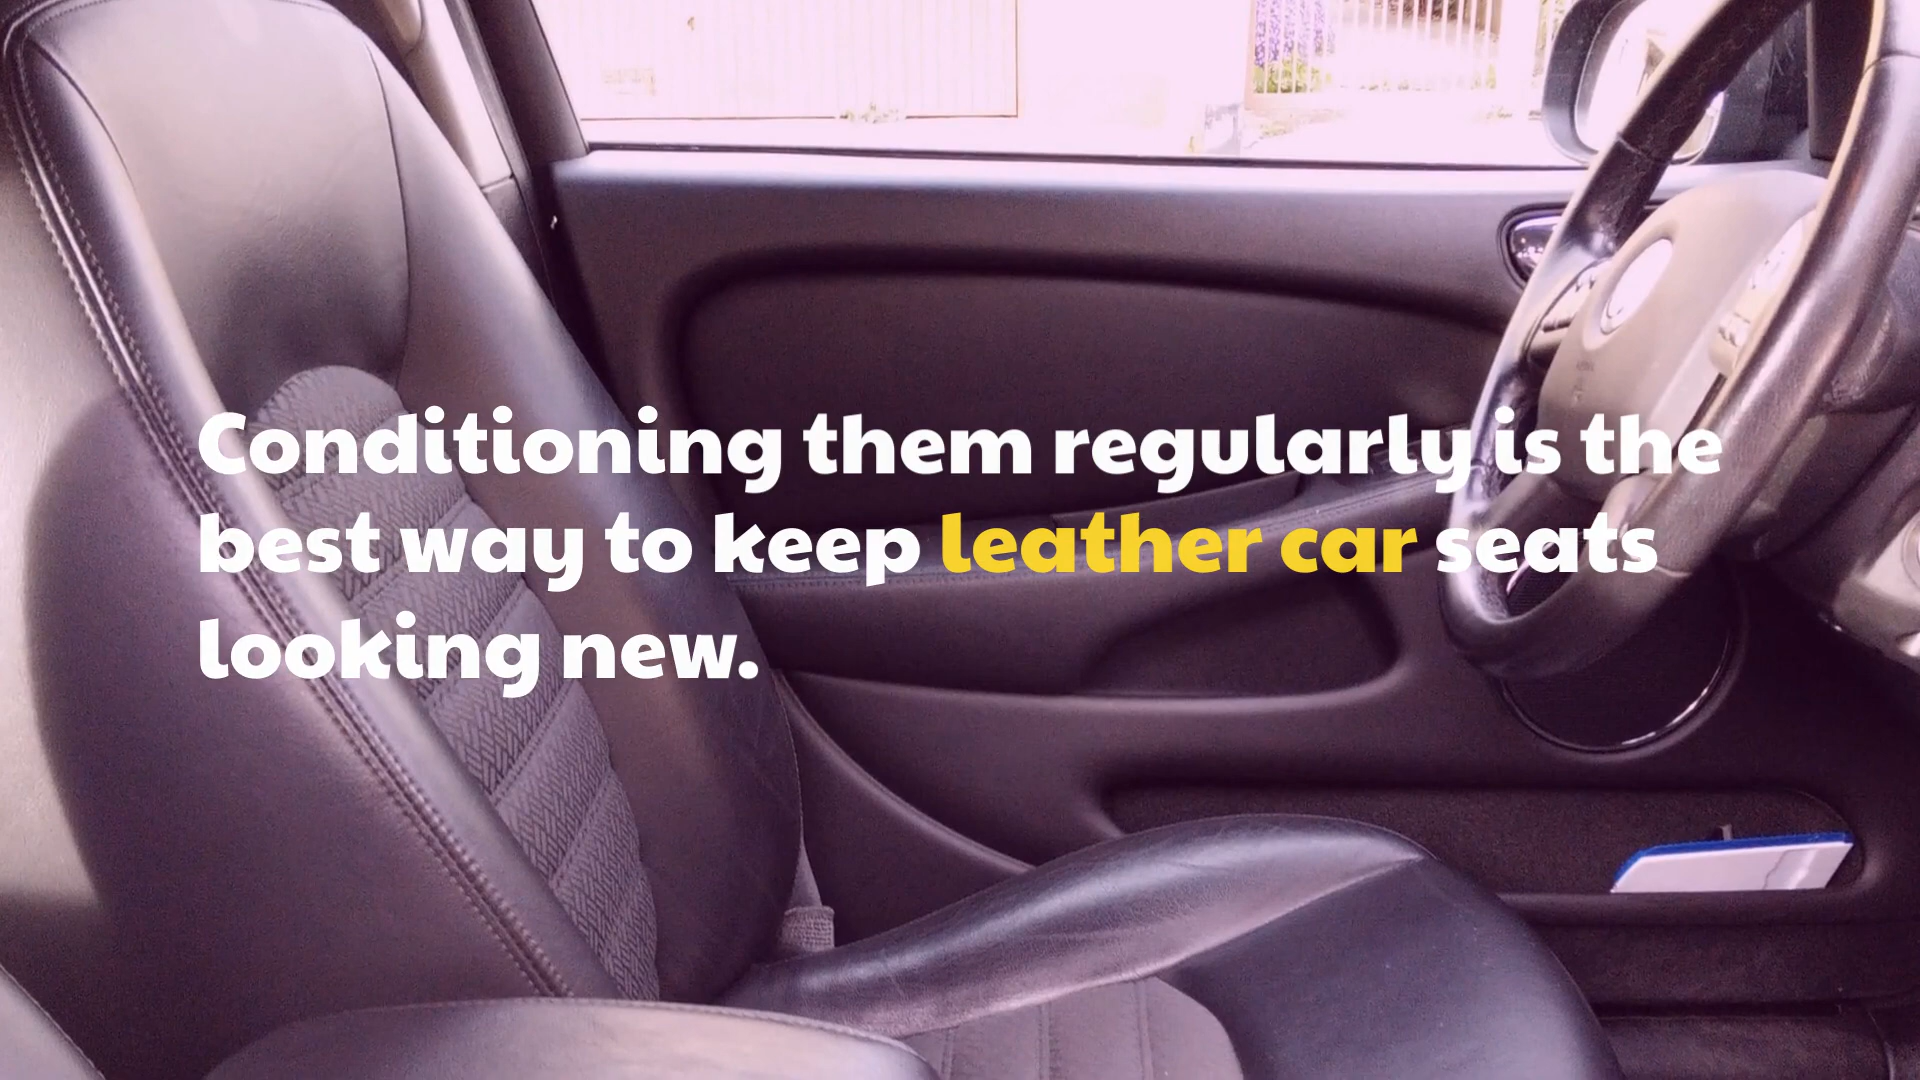 Conditioning them regularly is the
best way to keep leather car seats
looking new.